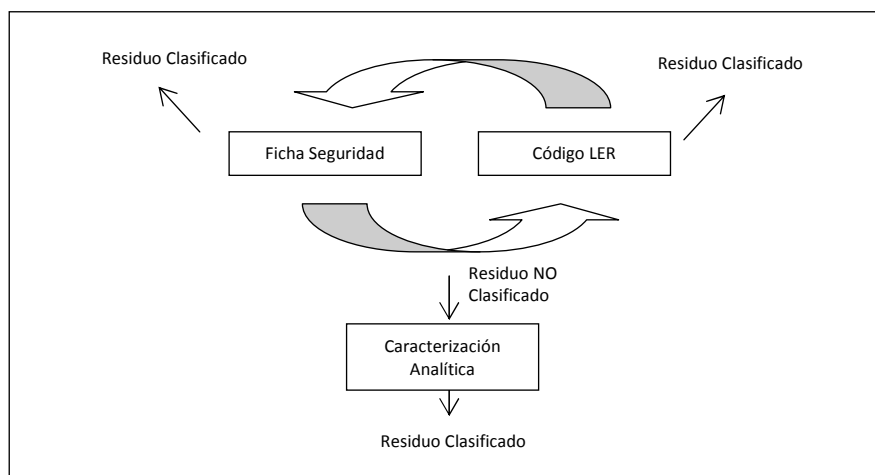 Residuo Clasificado
Residuo Clasificado
Ficha Seguridad
Código LER
Residuo NO
Clasificado
Caracterización
Analítica
Residuo Clasificado